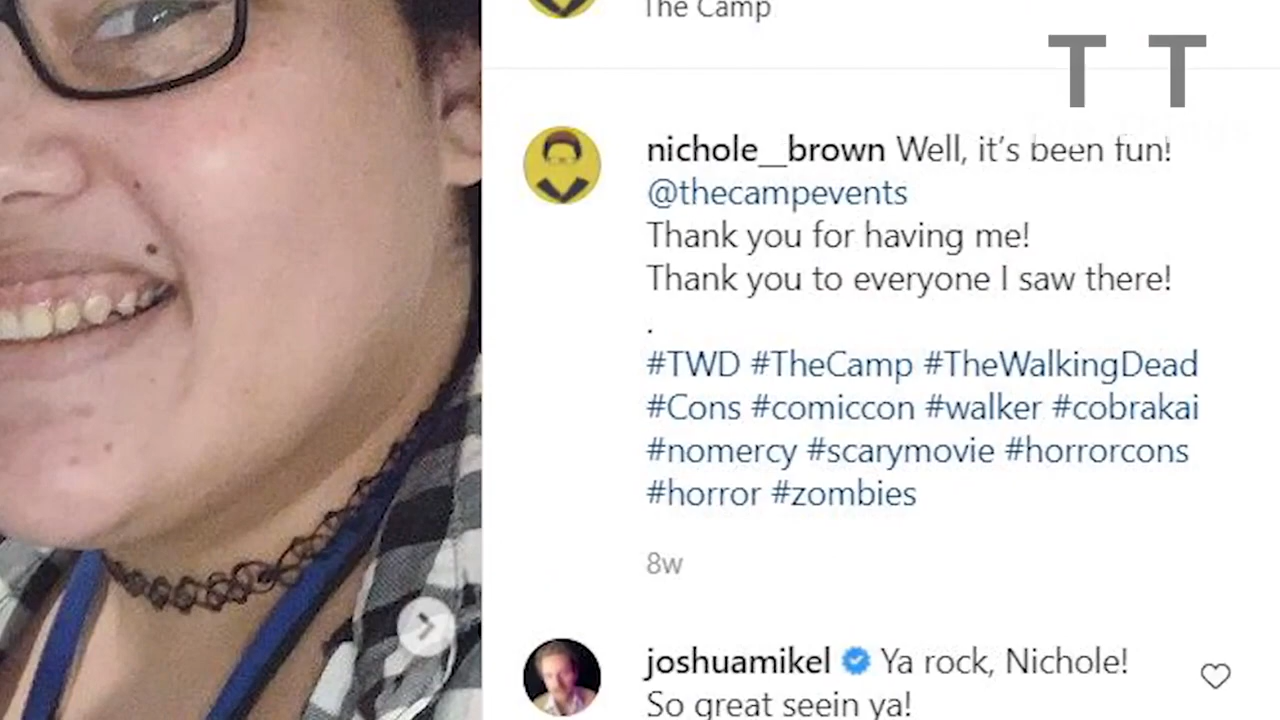 The Camp
T T
nichole__brown Well, it's been fun!
@thecampevents
Thank you for having me!
Thank you to everyone I saw there!
.
#TWD #TheCamp #TheWalkingDead
#Cons #comiccon #walker #cobrakai
#nomercy #scarymovie #horrorcons
#horror #zombies
8w
joshuamikel Ya rock, Nichole!
So great seein ya!